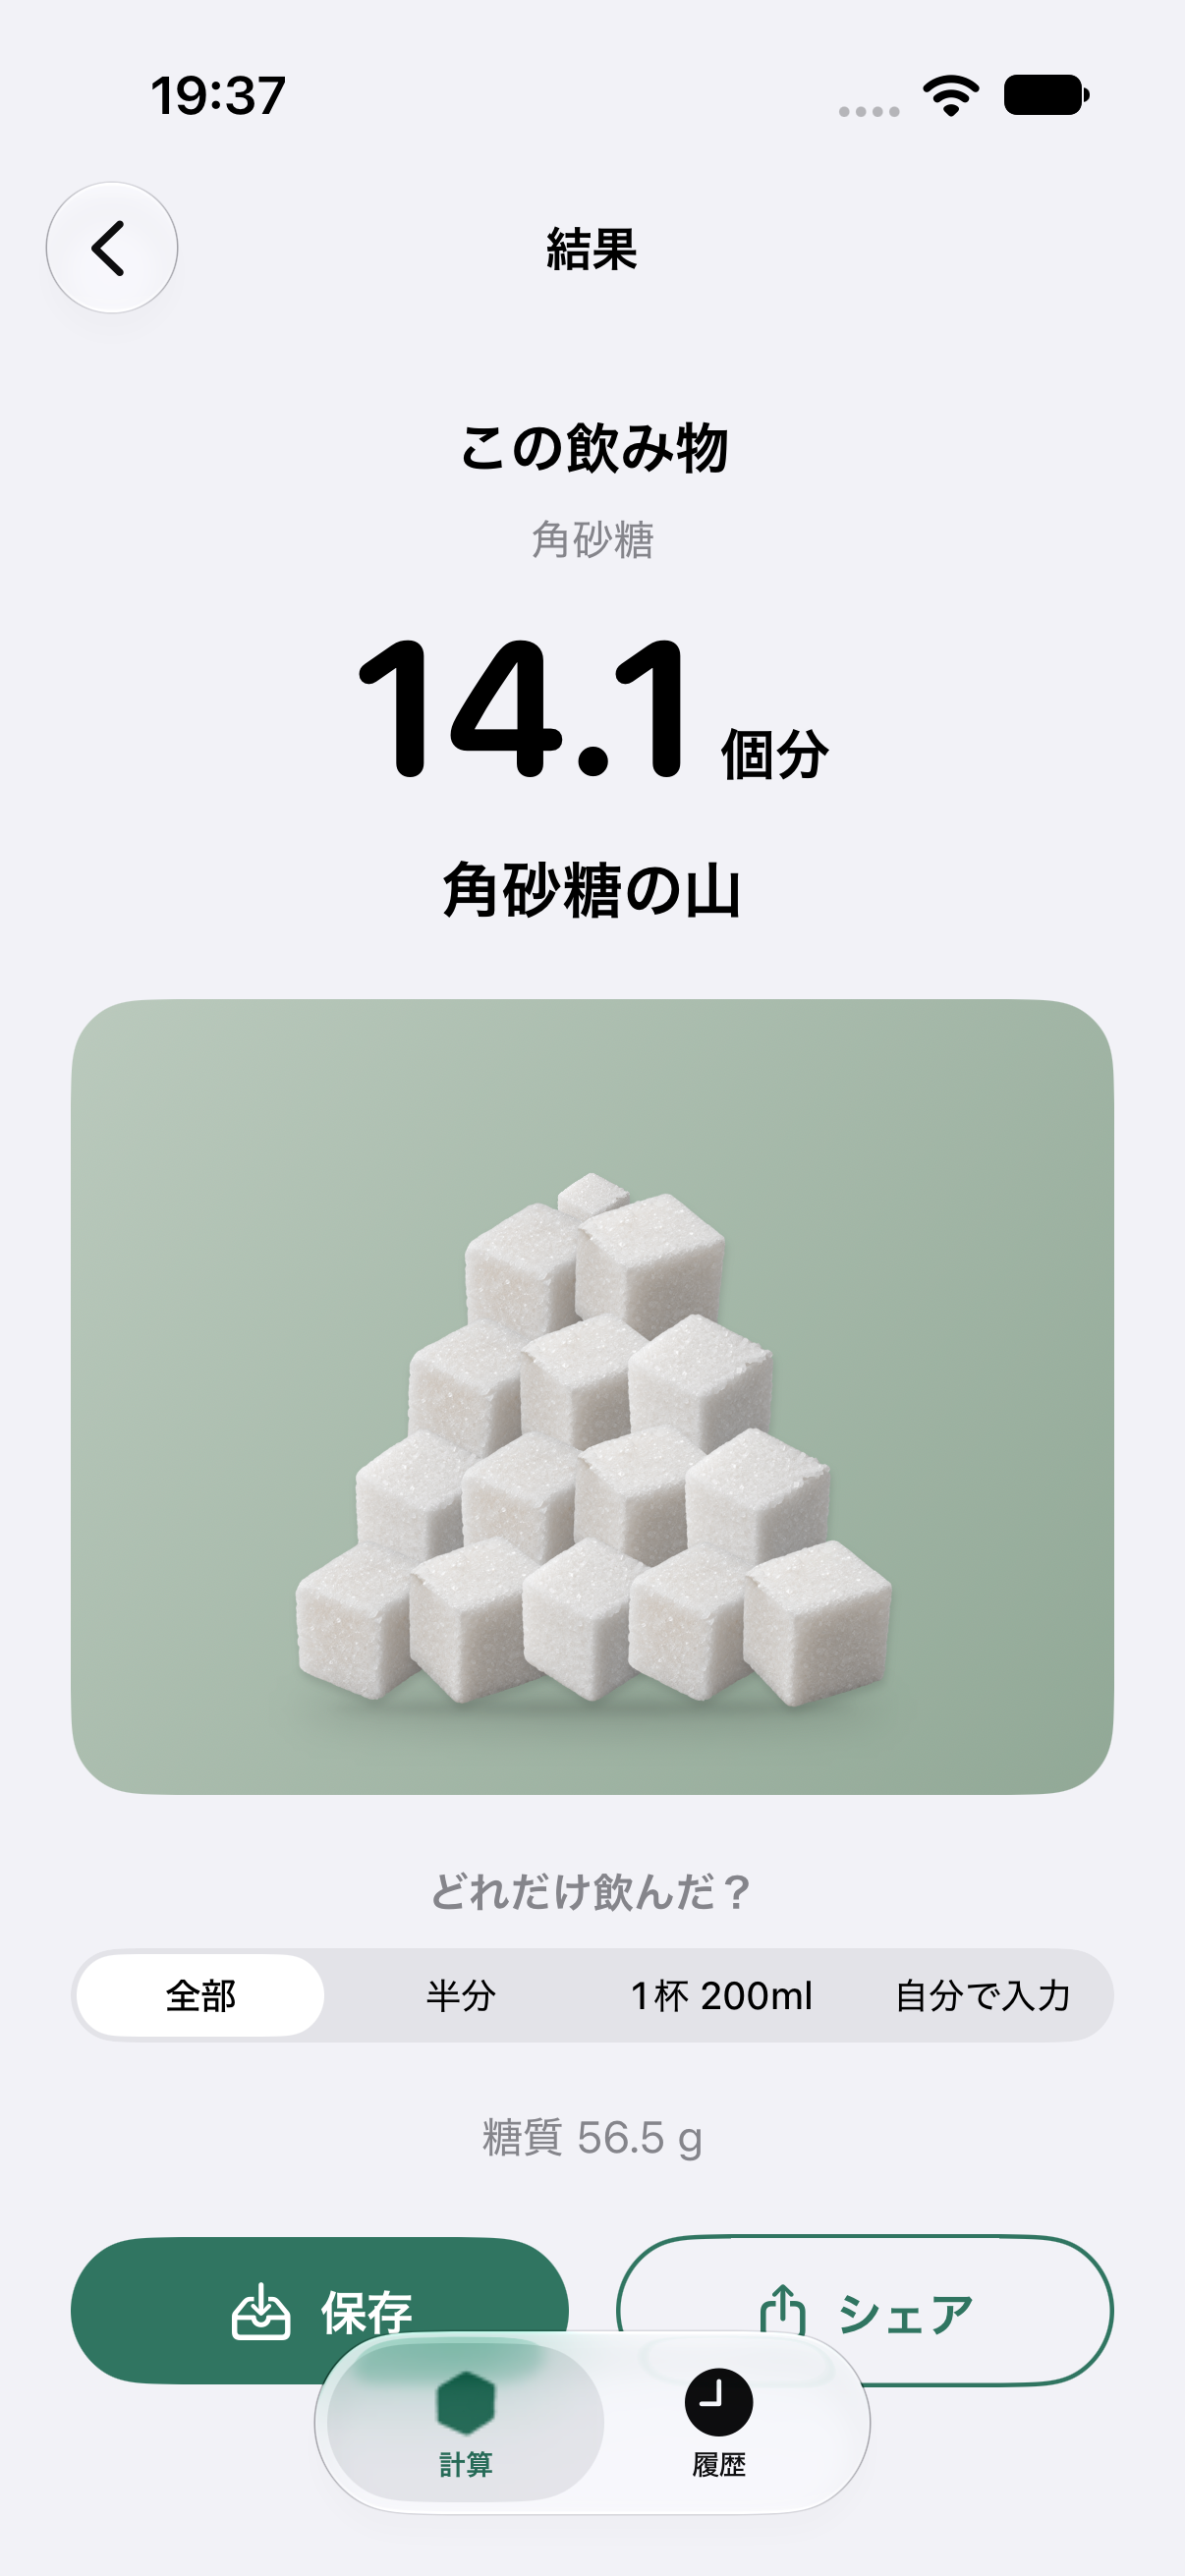 19:37
結果
この飲み物
角砂糖
14.1 個分
角砂糖の山
どれだけ飲んだ？
全部 半分 1杯 200ml 自分で入力
糖質 56.5 g
保存 シェア
計算 履歴